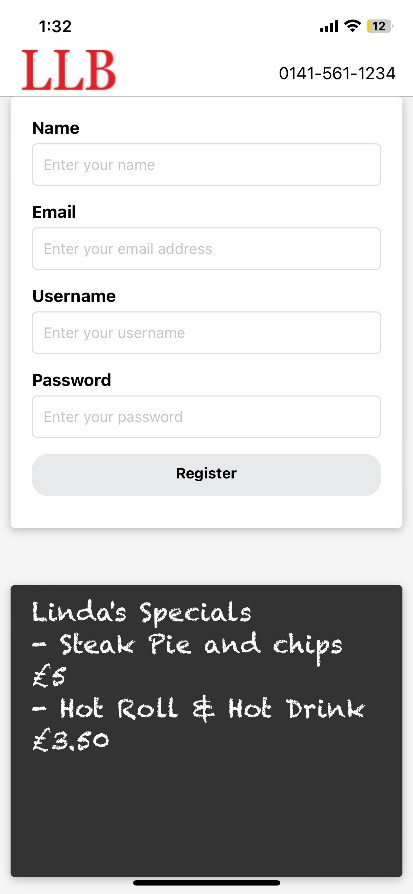 1:32
12
LLB
0141-561-1234
Name
Enter your name
Email
Enter your email address
Username
Enter your username
Password
Enter your password
Register
Linda's Specials
- Steak Pie and chips
£5
- Hot Roll & Hot Drink
£3.50